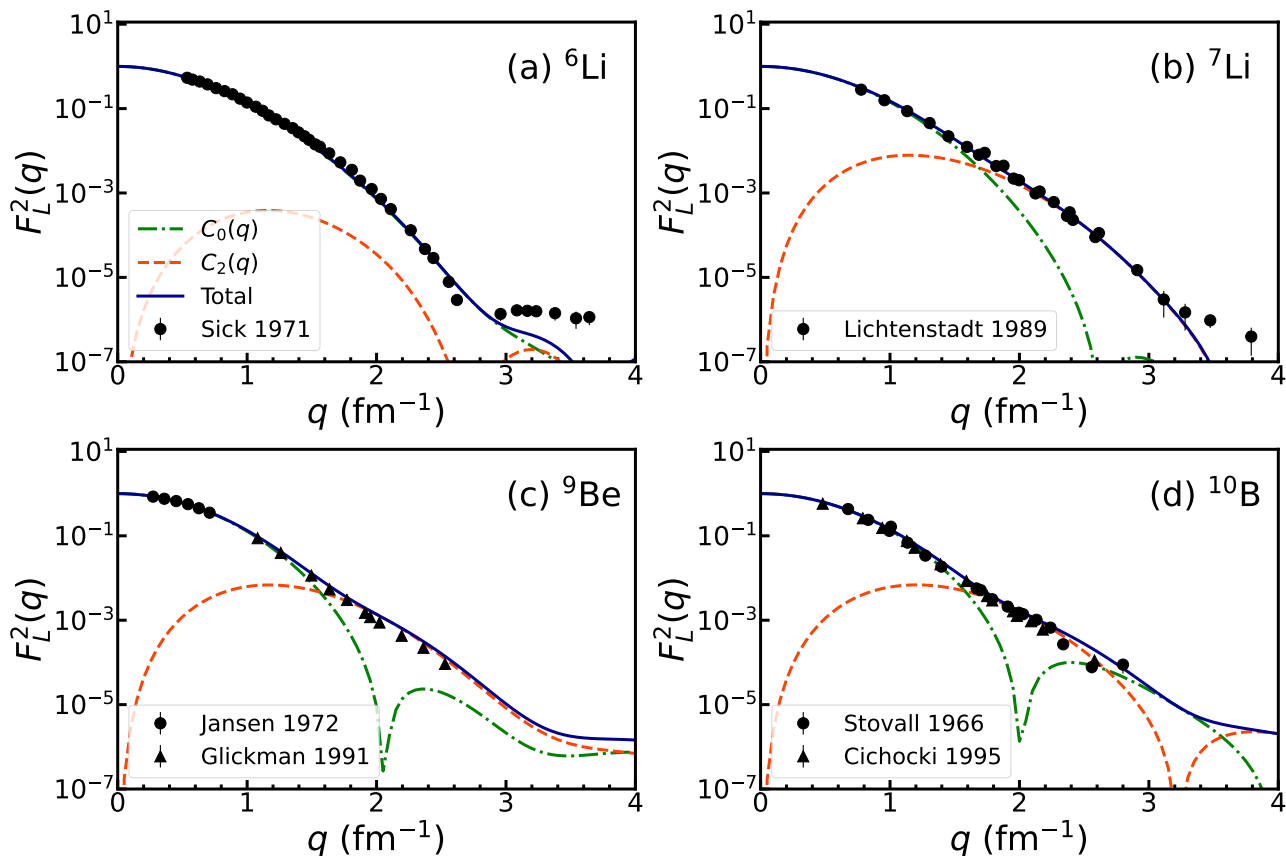 (a) ⁶Li
F_L²(q)
10¹
10⁻¹
10⁻³
10⁻⁵
10⁻⁷
C₀(q)
C₂(q)
Total
Sick 1971
0 1 2 3 4
q (fm⁻¹)
(b) ⁷Li
F_L²(q)
10¹
10⁻¹
10⁻³
10⁻⁵
10⁻⁷
Lichtenstadt 1989
0 1 2 3 4
q (fm⁻¹)
(c) ⁹Be
F_L²(q)
10¹
10⁻¹
10⁻³
10⁻⁵
10⁻⁷
Jansen 1972
Glickman 1991
0 1 2 3 4
q (fm⁻¹)
(d) ¹⁰B
F_L²(q)
10¹
10⁻¹
10⁻³
10⁻⁵
10⁻⁷
Stovall 1966
Cichocki 1995
0 1 2 3 4
q (fm⁻¹)